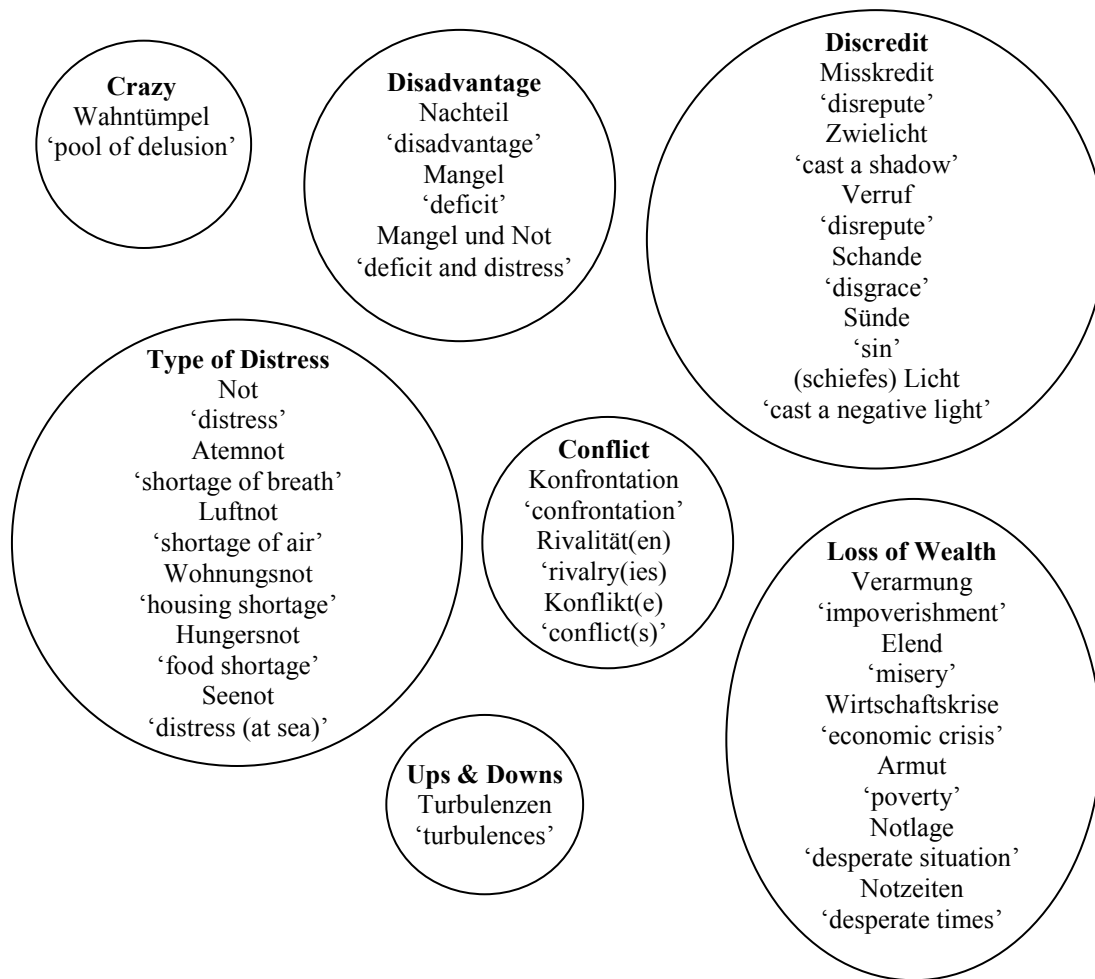 Crazy
Wahntümpel
‘pool of delusion’
Disadvantage
Nachteil
‘disadvantage’
Mangel
‘deficit’
Mangel und Not
‘deficit and distress’
Discredit
Misskredit
‘disrepute’
Zwielicht
‘cast a shadow’
Verruf
‘disrepute’
Schande
‘disgrace’
Sünde
‘sin’
(schiefes) Licht
‘cast a negative light’
Type of Distress
Not
‘distress’
Atemnot
‘shortage of breath’
Luftnot
‘shortage of air’
Wohnungsnot
‘housing shortage’
Hungersnot
‘food shortage’
Seenot
‘distress (at sea)’
Conflict
Konfrontation
‘confrontation’
Rivalität(en)
‘rivalry(ies)
Konflikt(e)
‘conflict(s)’
Loss of Wealth
Verarmung
‘impoverishment’
Elend
‘misery’
Wirtschaftskrise
‘economic crisis’
Armut
‘poverty’
Notlage
‘desperate situation’
Notzeiten
‘desperate times’
Ups & Downs
Turbulenzen
‘turbulences’